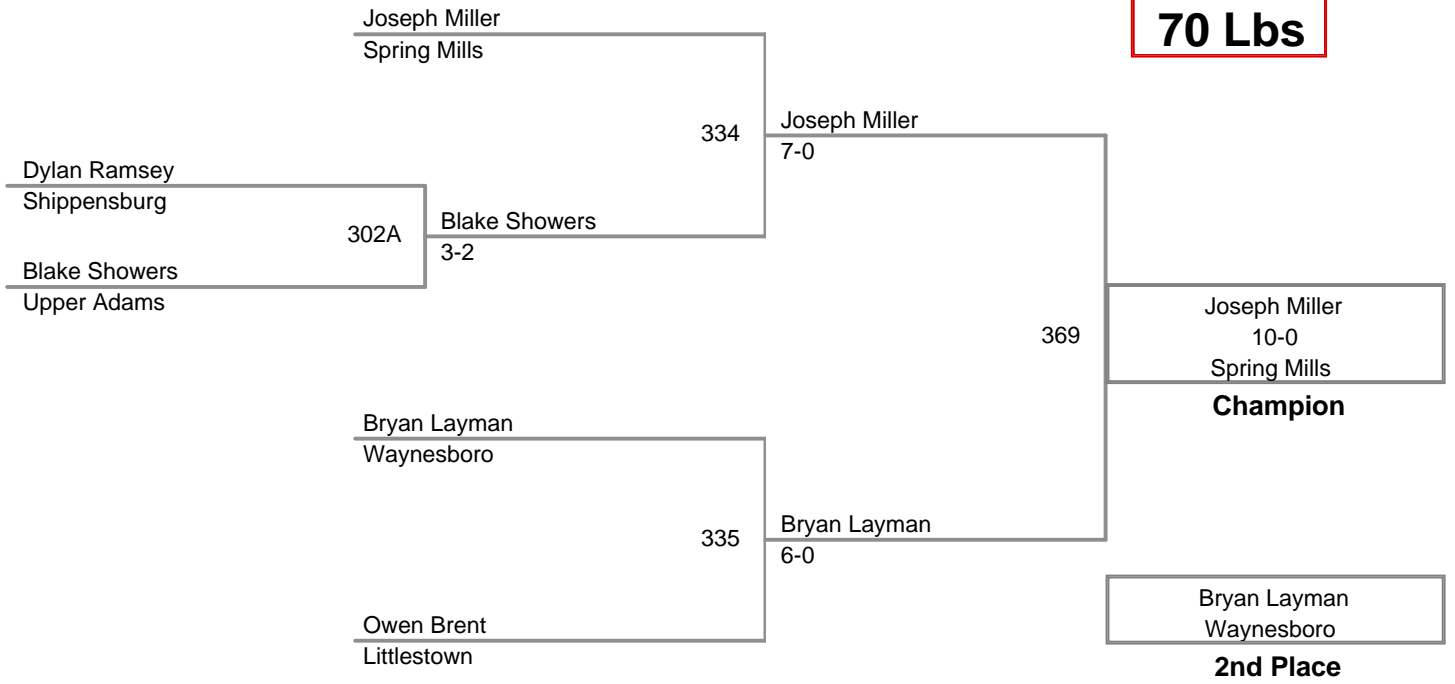 Joseph Miller
Spring Mills
70 Lbs
334
Joseph Miller
7-0
Dylan Ramsey
Shippensburg
302A
Blake Showers
3-2
Blake Showers
Upper Adams
369
Joseph Miller
10-0
Spring Mills
Champion
Bryan Layman
Waynesboro
335
Bryan Layman
6-0
Owen Brent
Littlestown
Bryan Layman
Waynesboro
2nd Place